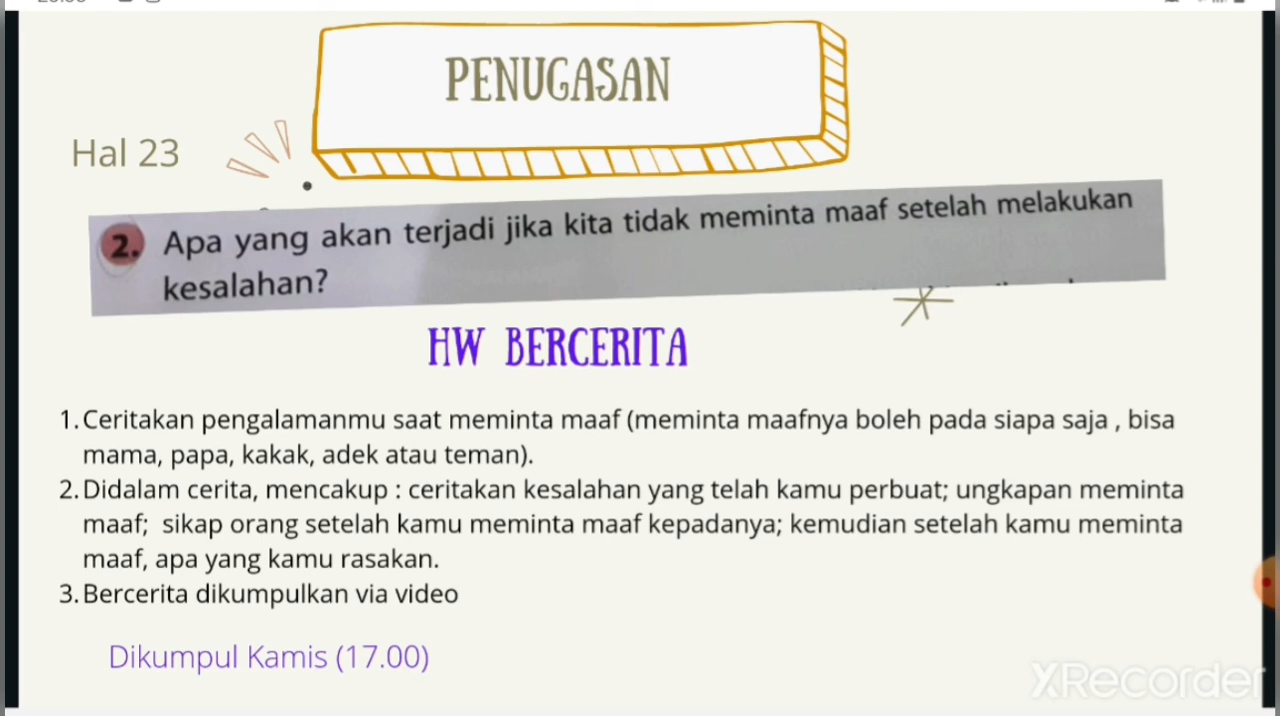 PENUGASAN
Hal 23
2. Apa yang akan terjadi jika kita tidak meminta maaf setelah melakukan
kesalahan?
HW BERCERITA
1. Ceritakan pengalamanmu saat meminta maaf (meminta maafnya boleh pada siapa saja , bisa
mama, papa, kakak, adek atau teman).
2. Didalam cerita, mencakup : ceritakan kesalahan yang telah kamu perbuat; ungkapan meminta
maaf; sikap orang setelah kamu meminta maaf kepadanya; kemudian setelah kamu meminta
maaf, apa yang kamu rasakan.
3. Bercerita dikumpulkan via video
Dikumpul Kamis (17.00)
XRecorder